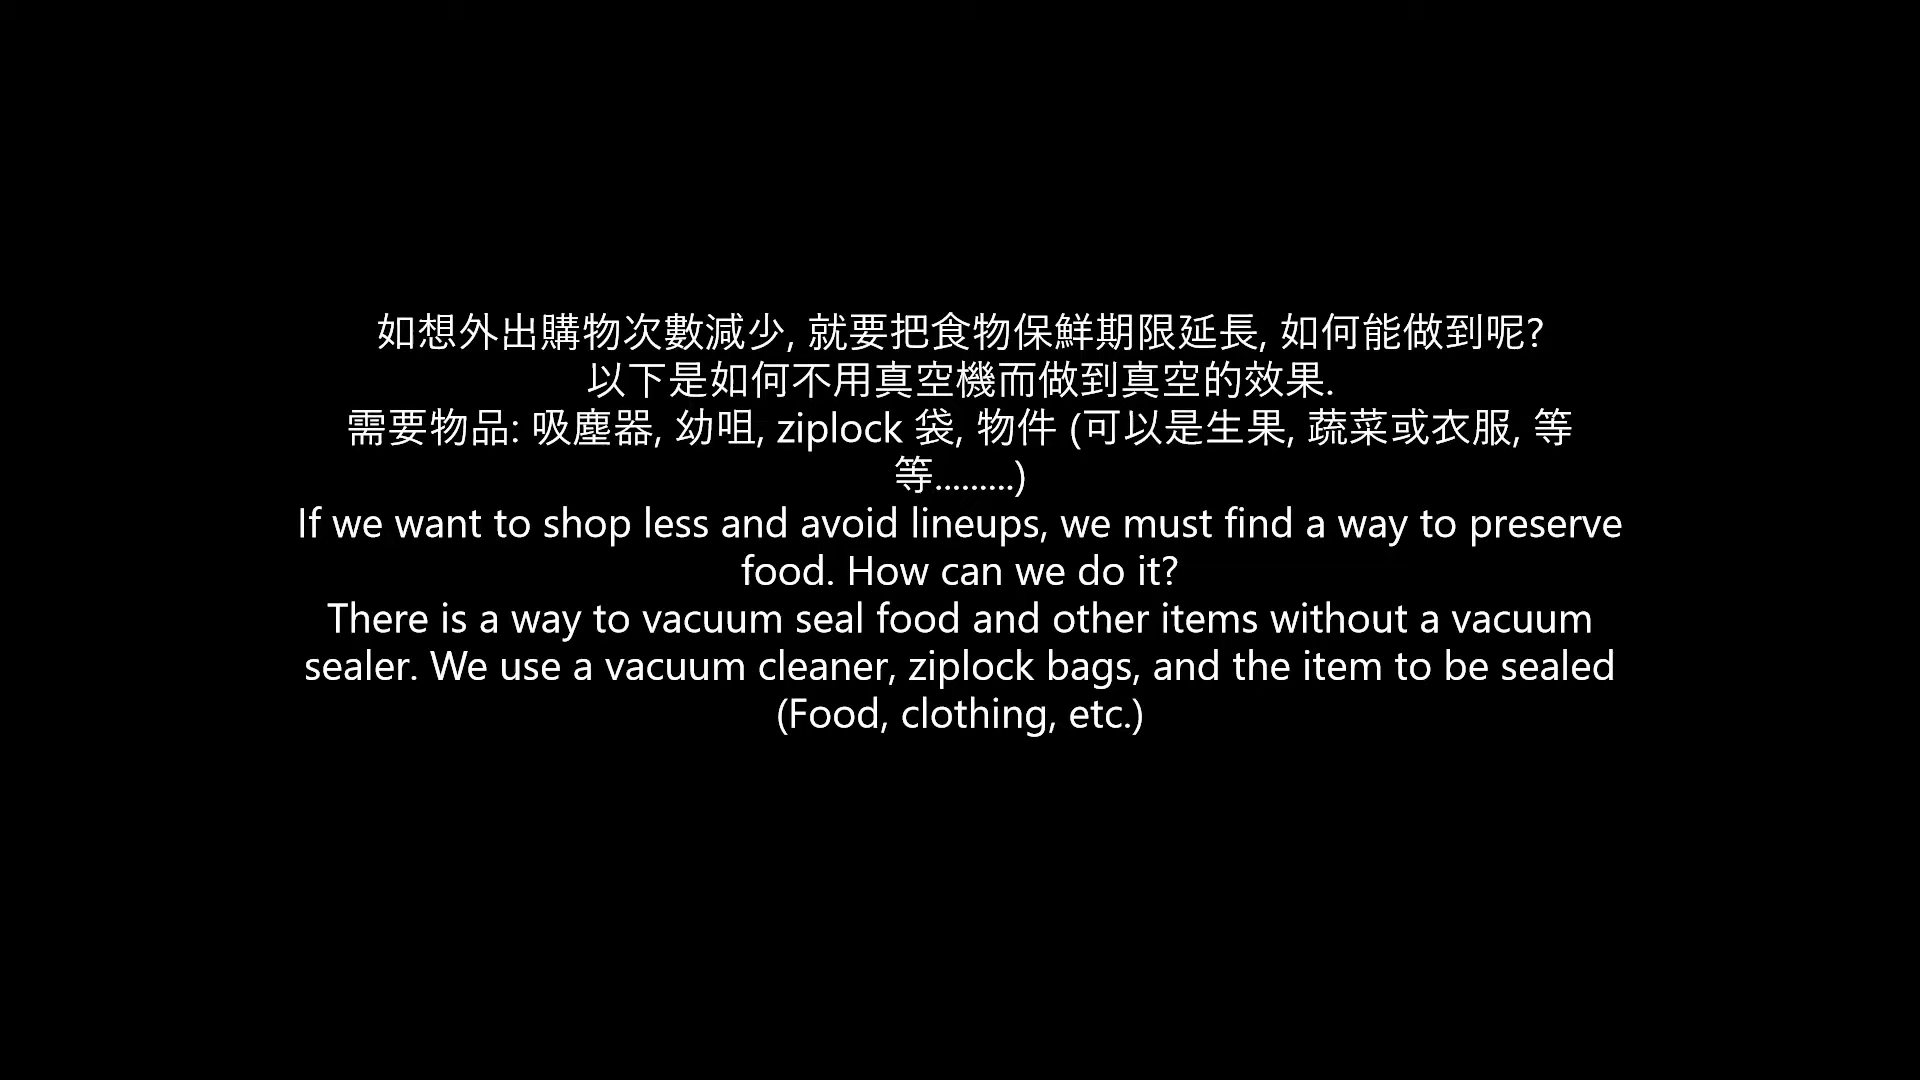 如想外出購物次數減少, 就要把食物保鮮期限延長, 如何能做到呢?
以下是如何不用真空機而做到真空的效果.
需要物品: 吸塵器, 幼咀, ziplock 袋, 物件 (可以是生果, 蔬菜或衣服, 等
等.........)
If we want to shop less and avoid lineups, we must find a way to preserve
food. How can we do it?
There is a way to vacuum seal food and other items without a vacuum
sealer. We use a vacuum cleaner, ziplock bags, and the item to be sealed
(Food, clothing, etc.)